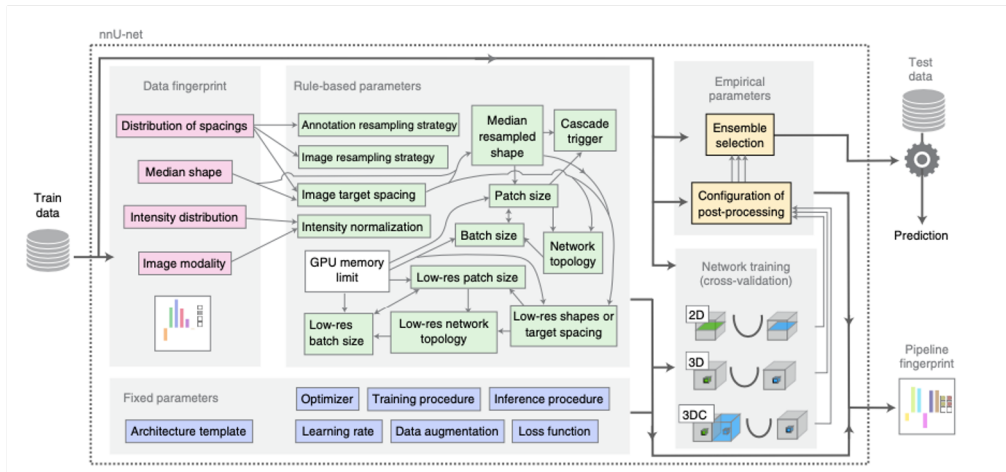 nnU-net
Data fingerprint
Distribution of spacings
Median shape
Intensity distribution
Image modality
Train
data
Rule-based parameters
Annotation resampling strategy
Image resampling strategy
Image target spacing
Intensity normalization
Median
resampled
shape
Cascade
trigger
Patch size
Batch size
Network
topology
GPU memory
limit
Low-res patch size
Low-res
batch size
Low-res network
topology
Low-res shapes or
target spacing
Fixed parameters
Architecture template
Optimizer
Training procedure
Inference procedure
Learning rate
Data augmentation
Loss function
Empirical
parameters
Ensemble
selection
Configuration of
post-processing
Network training
(cross-validation)
2D
3D
3DC
Test
data
Prediction
Pipeline
fingerprint